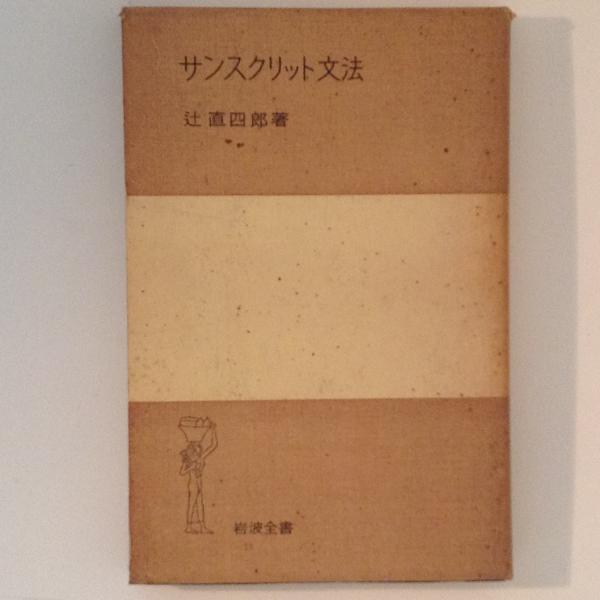 サンスクリット文法
辻 直四郎著
岩波全書